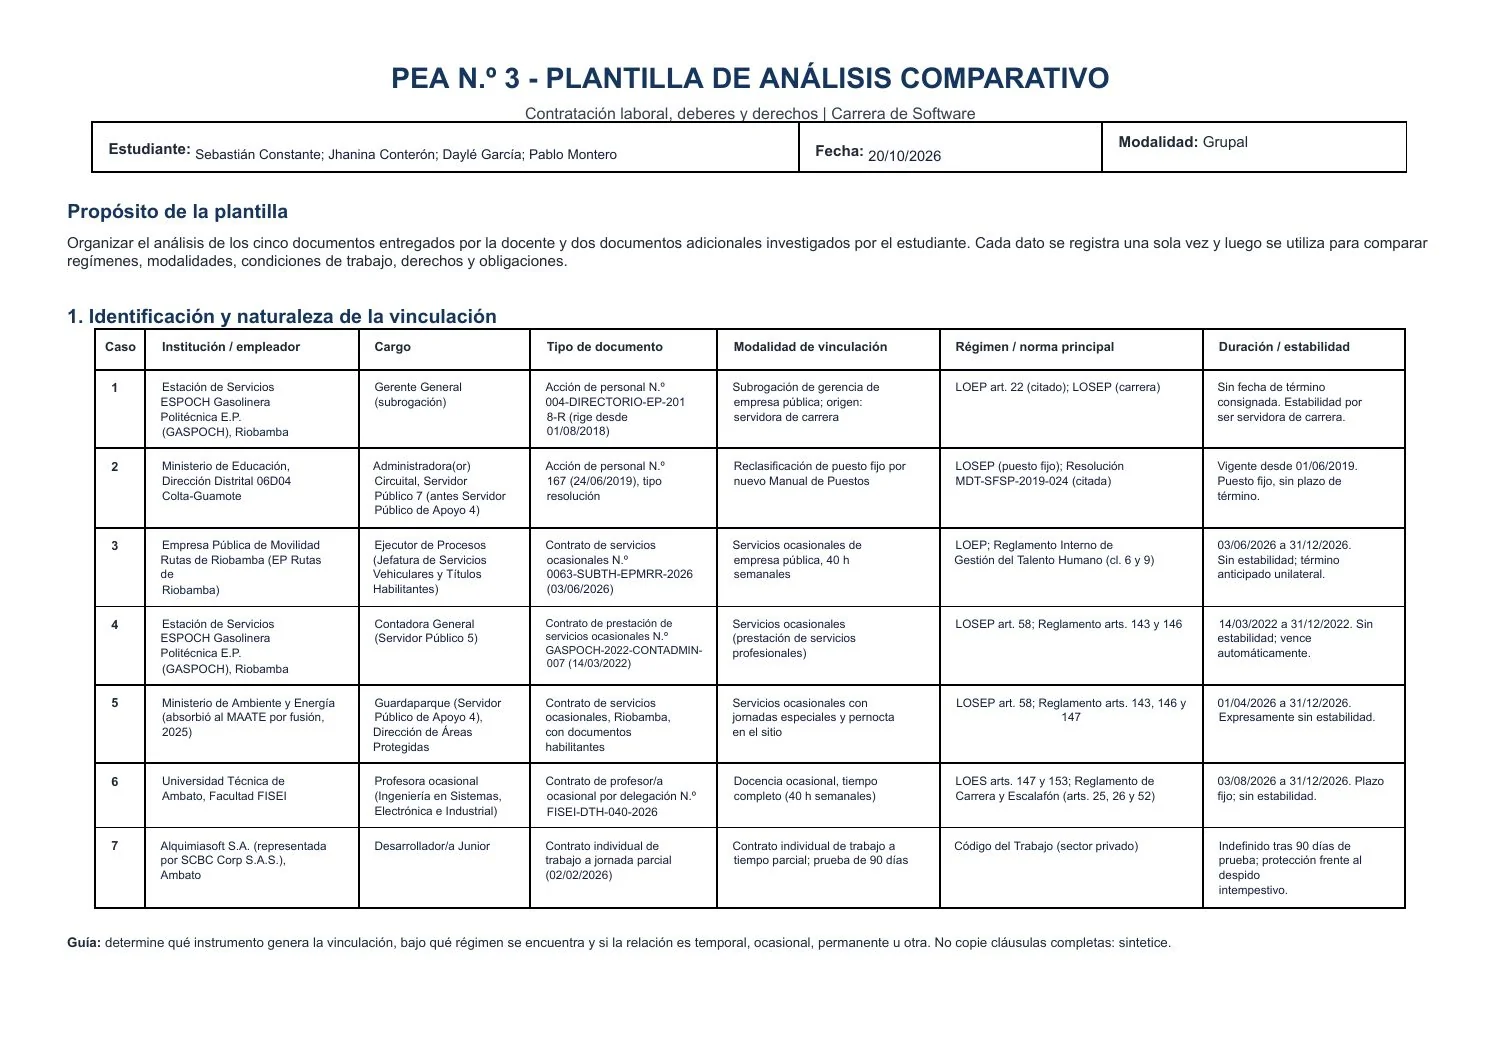 PEA N.º 3 - PLANTILLA DE ANÁLISIS COMPARATIVO
Contratación laboral, deberes y derechos | Carrera de Software
Estudiante: Sebastián Constante; Jhanina Conterón; Daylé García; Pablo Montero
Fecha: 20/10/2026
Modalidad: Grupal
Propósito de la plantilla
Organizar el análisis de los cinco documentos entregados por la docente y dos documentos adicionales investigados por el estudiante. Cada dato se registra una sola vez y luego se utiliza para comparar
regímenes, modalidades, condiciones de trabajo, derechos y obligaciones.
1. Identificación y naturaleza de la vinculación
Caso
Institución / empleador
Cargo
Tipo de documento
Modalidad de vinculación
Régimen / norma principal
Duración / estabilidad
1
Estación de Servicios
ESPOCH Gasolinera
Politécnica E.P.
(GASPOCH), Riobamba
Gerente General
(subrogación)
Acción de personal N.º
004-DIRECTORIO-EP-201
8-R (rige desde
01/08/2018)
Subrogación de gerencia de
empresa pública; origen:
servidora de carrera
LOEP art. 22 (citado); LOSEP (carrera)
Sin fecha de término
consignada. Estabilidad por
ser servidora de carrera.
2
Ministerio de Educación,
Dirección Distrital 06D04
Colta-Guamote
Administradora(or)
Circuital, Servidor
Público 7 (antes Servidor
Público de Apoyo 4)
Acción de personal N.º
167 (24/06/2019), tipo
resolución
Reclasificación de puesto fijo por
nuevo Manual de Puestos
LOSEP (puesto fijo); Resolución
MDT-SFSP-2019-024 (citada)
Vigente desde 01/06/2019.
Puesto fijo, sin plazo de
término.
3
Empresa Pública de Movilidad
Rutas de Riobamba (EP Rutas
de
Riobamba)
Ejecutor de Procesos
(Jefatura de Servicios
Vehiculares y Títulos
Habilitantes)
Contrato de servicios
ocasionales N.º
0063-SUBTH-EPMRR-2026
(03/06/2026)
Servicios ocasionales de
empresa pública, 40 h
semanales
LOEP; Reglamento Interno de
Gestión del Talento Humano (cl. 6 y 9)
03/06/2026 a 31/12/2026.
Sin estabilidad; término
anticipado unilateral.
4
Estación de Servicios
ESPOCH Gasolinera
Politécnica E.P.
(GASPOCH), Riobamba
Contadora General
(Servidor Público 5)
Contrato de prestación de
servicios ocasionales N.º
GASPOCH-2022-CONTADMIN-
007 (14/03/2022)
Servicios ocasionales
(prestación de servicios
profesionales)
LOSEP art. 58; Reglamento arts. 143 y 146
14/03/2022 a 31/12/2022. Sin
estabilidad; vence
automáticamente.
5
Ministerio de Ambiente y Energía
(absorbió al MAATE por fusión,
2025)
Guardaparque (Servidor
Público de Apoyo 4),
Dirección de Áreas
Protegidas
Contrato de servicios
ocasionales, Riobamba,
con documentos
habilitantes
Servicios ocasionales con
jornadas especiales y pernocta
en el sitio
LOSEP art. 58; Reglamento arts. 143, 146 y
147
01/04/2026 a 31/12/2026.
Expresamente sin estabilidad.
6
Universidad Técnica de
Ambato, Facultad FISEI
Profesora ocasional
(Ingeniería en Sistemas,
Electrónica e Industrial)
Contrato de profesor/a
ocasional por delegación N.º
FISEI-DTH-040-2026
Docencia ocasional, tiempo
completo (40 h semanales)
LOES arts. 147 y 153; Reglamento de
Carrera y Escalafón (arts. 25, 26 y 52)
03/08/2026 a 31/12/2026. Plazo
fijo; sin estabilidad.
7
Alquimiasoft S.A. (representada
por SCBC Corp S.A.S.),
Ambato
Desarrollador/a Junior
Contrato individual de
trabajo a jornada parcial
(02/02/2026)
Contrato individual de trabajo a
tiempo parcial; prueba de 90 días
Código del Trabajo (sector privado)
Indefinido tras 90 días de
prueba; protección frente al
despido
intempestivo.
Guía: determine qué instrumento genera la vinculación, bajo qué régimen se encuentra y si la relación es temporal, ocasional, permanente u otra. No copie cláusulas completas: sintetice.